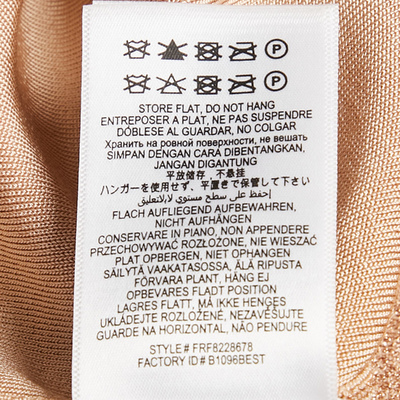 P
P
STORE FLAT, DO NOT HANG
ENTREPOSER A PLAT, NE PAS SUSPENDRE
DÓBLESE AL GUARDAR, NO COLGAR
Хранить на ровной поверхности, не вешать
SIMPAN DENGAN CARA DIBENTANGKAN,
JANGAN DIGANTUNG
平放储存，不悬挂
ハンガーを使用せず、平置きで保管して下さい
إحفظ على سطح مستوي /لا,لاتعليق
FLACH AUFLIEGEND AUFBEWAHREN,
NICHT AUFHÄNGEN
CONSERVARE IN PIANO, NON APPENDERE
PRZECHOWYWAĆ ROZŁOŻONE, NIE WIESZAĆ
PLAT OPBERGEN, NIET OPHANGEN
SÄILYTÄ VAAKATASOSSA, ÄLÄ RIPUSTA
FÖRVARA PLANT, HÄNG EJ
OPBEVARES FLADT POSITION
LAGRES FLATT, MÅ IKKE HENGES
UKLÁDEJTE ROZLOŽENÉ, NEZAVĚŠUJTE
GUARDE NA HORIZONTAL, NÃO PENDURE
STYLE# FRF8228678
FACTORY ID# B1096BEST